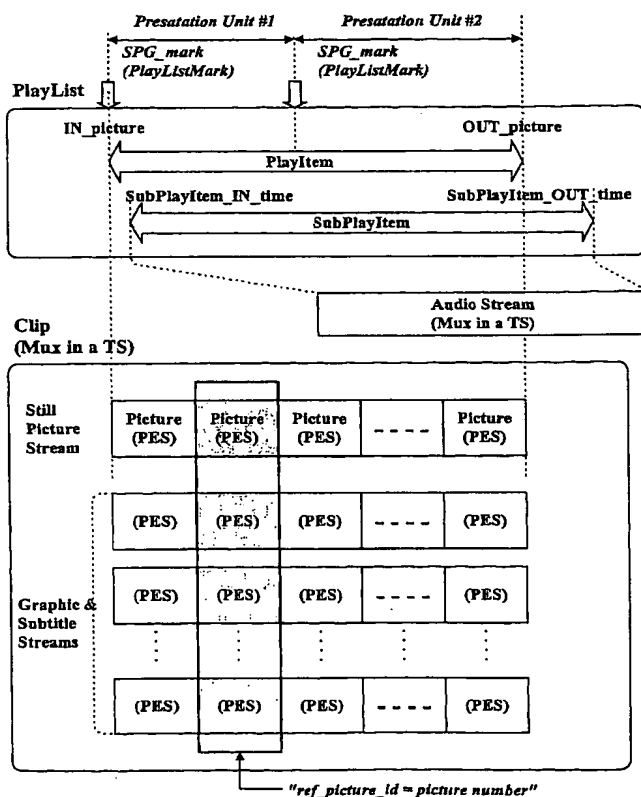 Presatation Unit #1 Presatation Unit #2
SPG_mark SPG_mark
(PlayListMark) (PlayListMark)
PlayList
IN_picture OUT_picture
PlayItem
SubPlayItem_IN_time SubPlayItem_OUT_time
SubPlayItem
Audio Stream
(Mux in a TS)
Clip
(Mux in a TS)
Still
Picture
Stream
Picture Picture Picture - - - - Picture
(PES) (PES) (PES) (PES)
(PES) (PES) (PES) - - - - (PES)
Graphic &
Subtitle
Streams
(PES) (PES) (PES) - - - - (PES)
(PES) (PES) (PES) - - - - (PES)
"ref_picture_id = picture number"